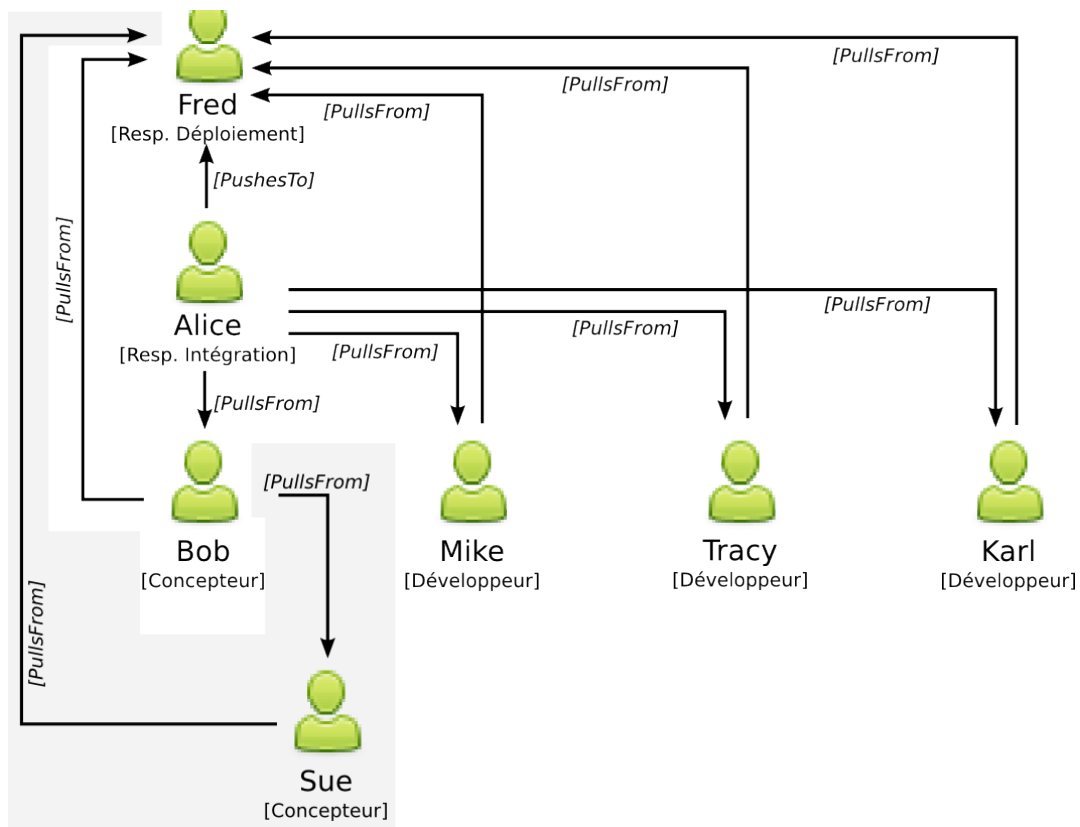 [PullsFrom]
[PullsFrom]
[PullsFrom]
Fred
[Resp. Déploiement]
[PushesTo]
[PullsFrom]
[PullsFrom]
[PullsFrom]
Alice
[Resp. Intégration]
[PullsFrom]
[PullsFrom]
[PullsFrom]
Bob
[Concepteur]
Mike
[Développeur]
Tracy
[Développeur]
Karl
[Développeur]
[PullsFrom]
Sue
[Concepteur]